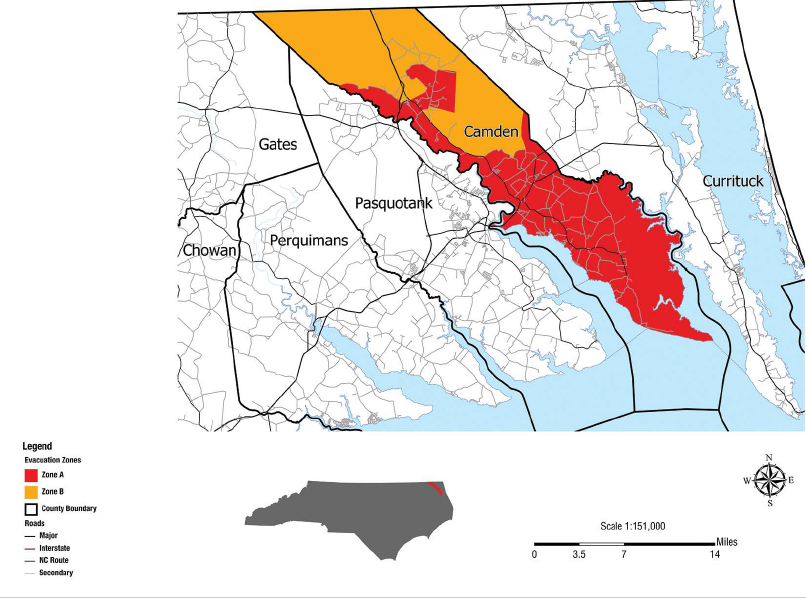 Camden
Gates
Currituck
Pasquotank
Perquimans
Chowan
Legend
Evacuation Zones
Zone A
Zone B
County Boundary
Roads
Major
Interstate
NC Route
Secondary
N
W E
S
Scale 1:151,000
Miles
0 3.5 7 14